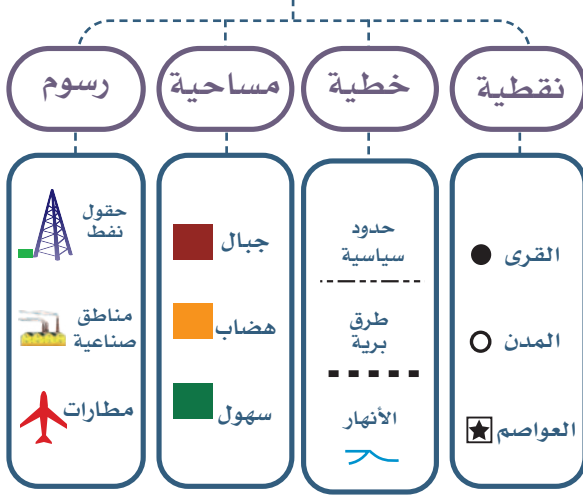 نقطية
خطية
مساحية
رسوم
القرى
المدن
العواصم
حدود
سياسية
طرق
برية
الأنهار
جبال
هضاب
سهول
حقول
نفط
مناطق
صناعية
مطارات